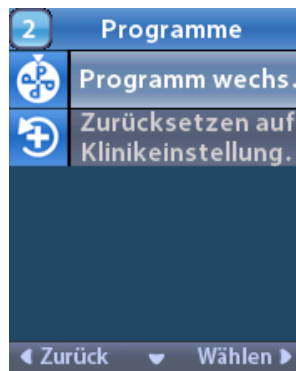 2 Programme
Programm wechs.
Zurücksetzen auf
Klinikeinstellung.
Zurück Wählen